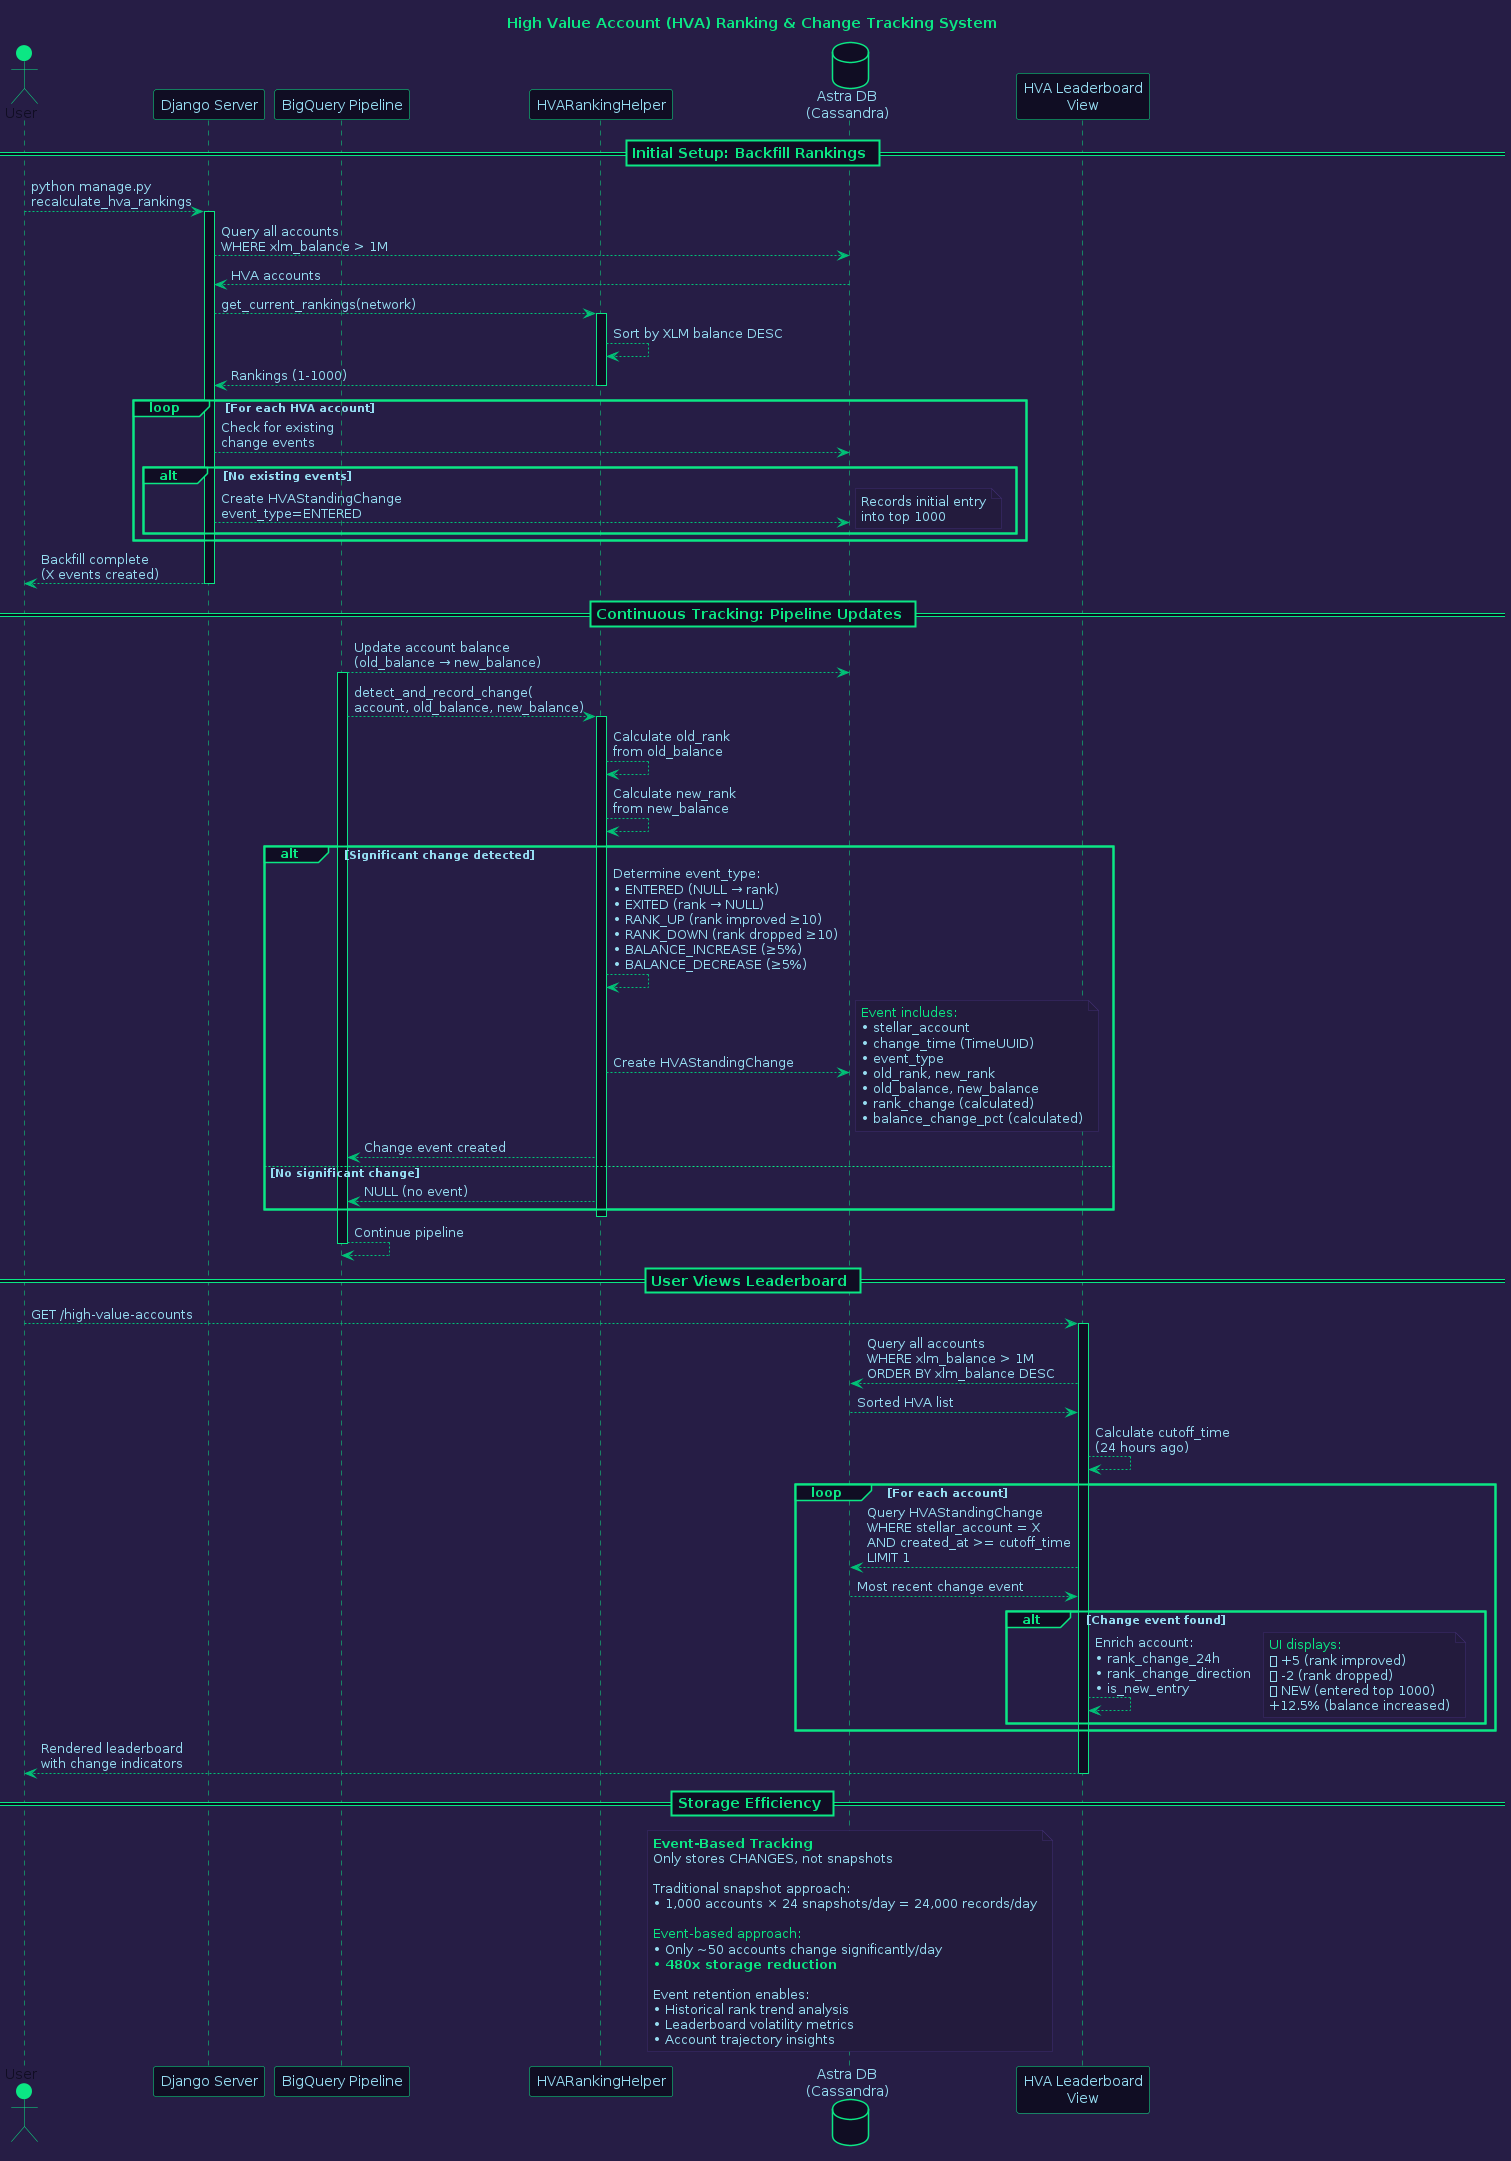 High Value Account (HVA) Ranking & Change Tracking System
User
Django Server
BigQuery Pipeline
HVARankingHelper
Astra DB
(Cassandra)
HVA Leaderboard
View
Initial Setup: Backfill Rankings
python manage.py
recalculate_hva_rankings
Query all accounts
WHERE xlm_balance > 1M
HVA accounts
get_current_rankings(network)
Sort by XLM balance DESC
Rankings (1-1000)
loop
[For each HVA account]
Check for existing
change events
alt
[No existing events]
Create HVAStandingChange
event_type=ENTERED
Records initial entry
into top 1000
Backfill complete
(X events created)
Continuous Tracking: Pipeline Updates
Update account balance
(old_balance → new_balance)
detect_and_record_change(
account, old_balance, new_balance)
Calculate old_rank
from old_balance
Calculate new_rank
from new_balance
alt
[Significant change detected]
Determine event_type:
• ENTERED (NULL → rank)
• EXITED (rank → NULL)
• RANK_UP (rank improved ≥10)
• RANK_DOWN (rank dropped ≥10)
• BALANCE_INCREASE (≥5%)
• BALANCE_DECREASE (≥5%)
Create HVAStandingChange
Event includes:
• stellar_account
• change_time (TimeUUID)
• event_type
• old_rank, new_rank
• old_balance, new_balance
• rank_change (calculated)
• balance_change_pct (calculated)
Change event created
[No significant change]
NULL (no event)
Continue pipeline
User Views Leaderboard
GET /high-value-accounts
Query all accounts
WHERE xlm_balance > 1M
ORDER BY xlm_balance DESC
Sorted HVA list
Calculate cutoff_time
(24 hours ago)
loop
[For each account]
Query HVAStandingChange
WHERE stellar_account = X
AND created_at >= cutoff_time
LIMIT 1
Most recent change event
alt
[Change event found]
Enrich account:
• rank_change_24h
• rank_change_direction
• is_new_entry
UI displays:
▯ +5 (rank improved)
▯ -2 (rank dropped)
▯ NEW (entered top 1000)
+12.5% (balance increased)
Rendered leaderboard
with change indicators
Storage Efficiency
Event-Based Tracking
Only stores CHANGES, not snapshots
Traditional snapshot approach:
• 1,000 accounts × 24 snapshots/day = 24,000 records/day
Event-based approach:
• Only ~50 accounts change significantly/day
• 480x storage reduction
Event retention enables:
• Historical rank trend analysis
• Leaderboard volatility metrics
• Account trajectory insights
User
Django Server
BigQuery Pipeline
HVARankingHelper
Astra DB
(Cassandra)
HVA Leaderboard
View